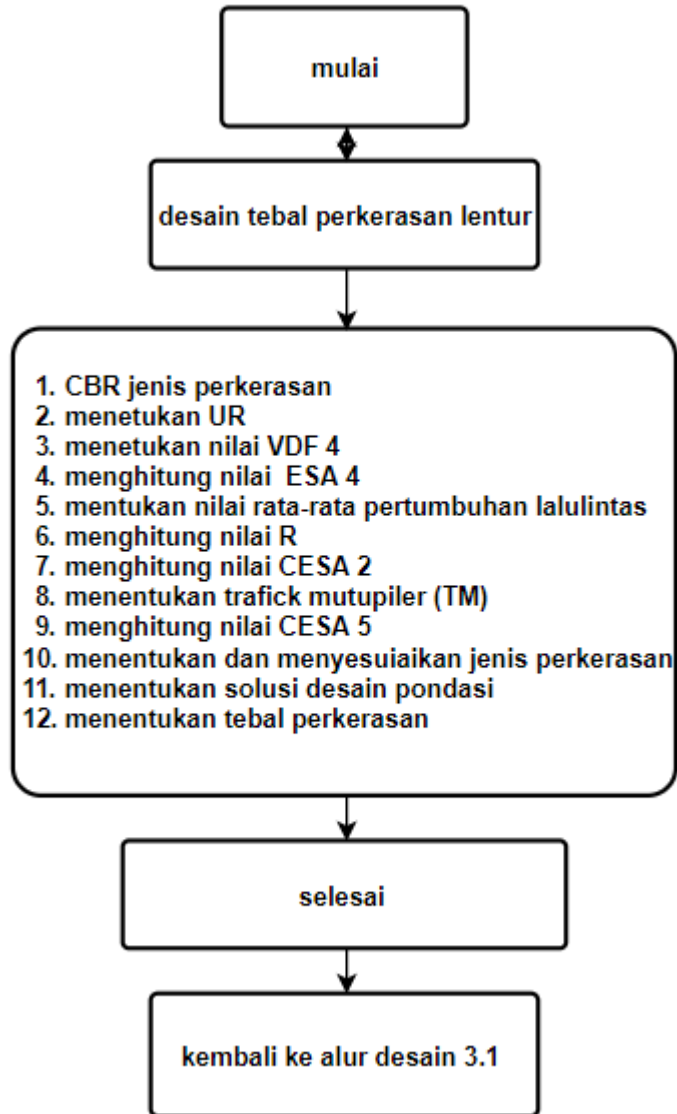 mulai
desain tebal perkerasan lentur
1. CBR jenis perkerasan
2. menetukan UR
3. menetukan nilai VDF 4
4. menghitung nilai ESA 4
5. mentukan nilai rata-rata pertumbuhan lalulintas
6. menghitung nilai R
7. menghitung nilai CESA 2
8. menentukan trafick mutupiler (TM)
9. menghitung nilai CESA 5
10. menentukan dan menyesuiaikan jenis perkerasan
11. menentukan solusi desain pondasi
12. menentukan tebal perkerasan
selesai
kembali ke alur desain 3.1